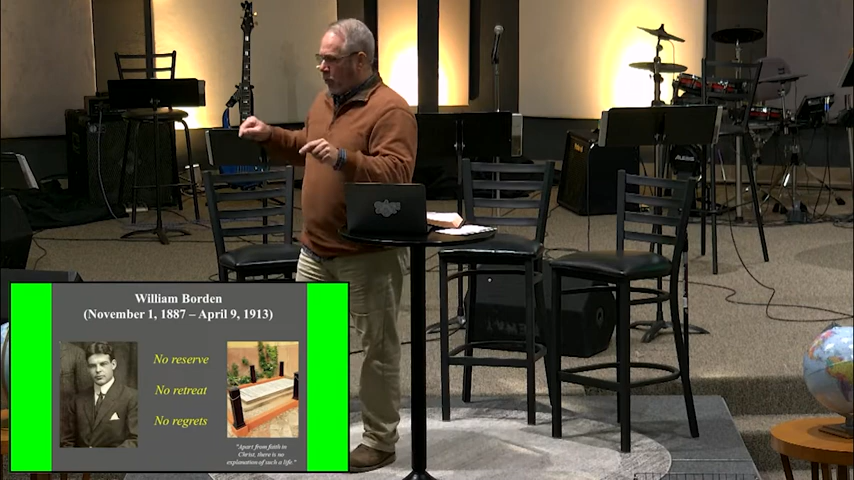 William Borden
(November 1, 1887 – April 9, 1913)
No reserve
No retreat
No regrets
"Apart from faith in
Christ, there is no
explanation of such a life."
ALESIS